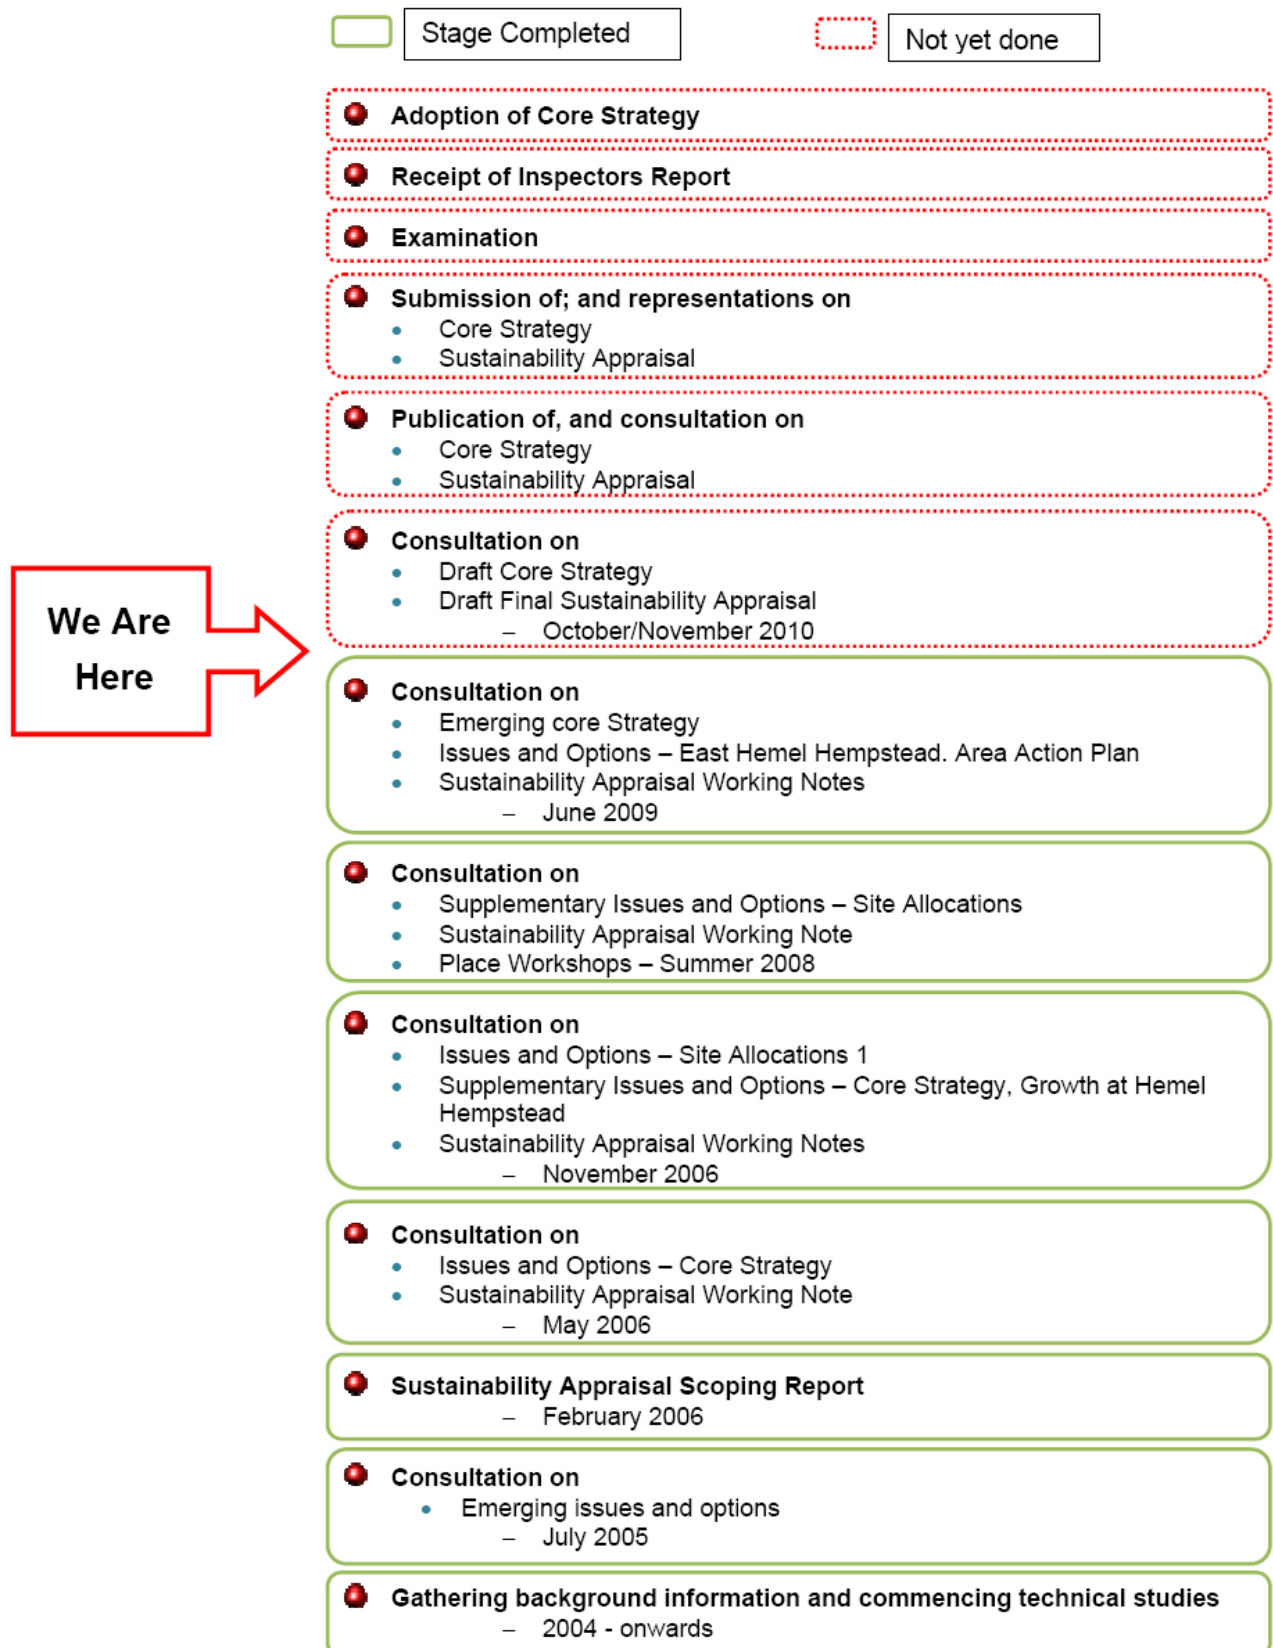 Stage Completed
Not yet done
Adoption of Core Strategy
Receipt of Inspectors Report
Examination
Submission of; and representations on
• Core Strategy
• Sustainability Appraisal
Publication of, and consultation on
• Core Strategy
• Sustainability Appraisal
Consultation on
• Draft Core Strategy
• Draft Final Sustainability Appraisal
– October/November 2010
We Are
Here
Consultation on
• Emerging core Strategy
• Issues and Options – East Hemel Hempstead. Area Action Plan
• Sustainability Appraisal Working Notes
– June 2009
Consultation on
• Supplementary Issues and Options – Site Allocations
• Sustainability Appraisal Working Note
• Place Workshops – Summer 2008
Consultation on
• Issues and Options – Site Allocations 1
• Supplementary Issues and Options – Core Strategy, Growth at Hemel
Hempstead
• Sustainability Appraisal Working Notes
– November 2006
Consultation on
• Issues and Options – Core Strategy
• Sustainability Appraisal Working Note
– May 2006
Sustainability Appraisal Scoping Report
– February 2006
Consultation on
• Emerging issues and options
– July 2005
Gathering background information and commencing technical studies
– 2004 - onwards